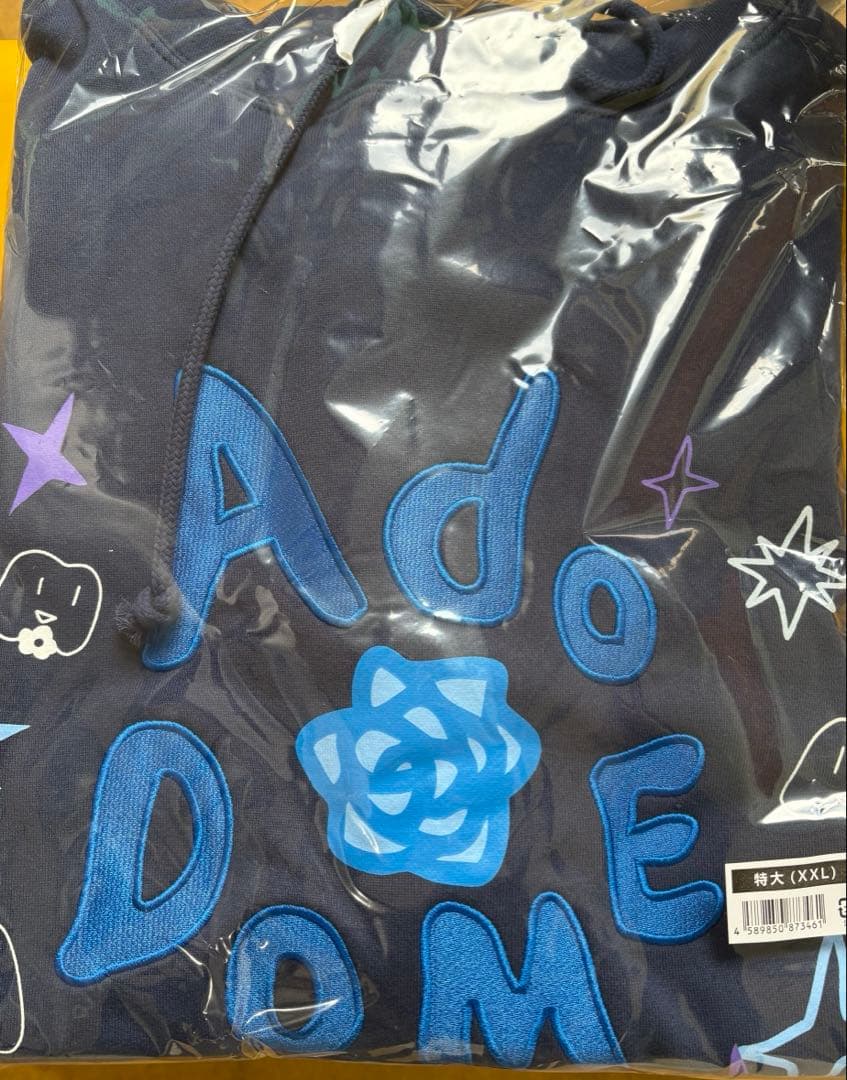 Ado
DOME
特大 (XXL)
4 589850 873461